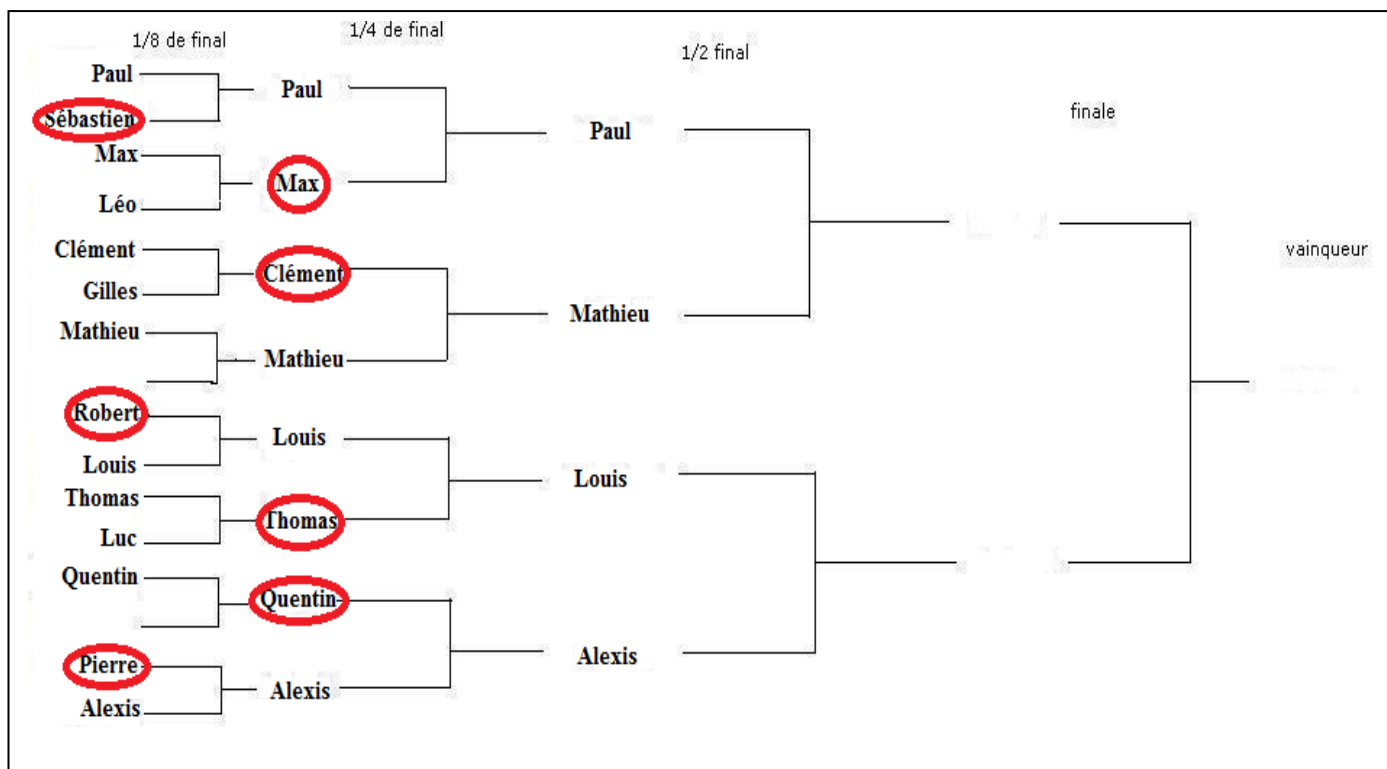 1/8 de final
1/4 de final
1/2 final
finale
vainqueur
Paul
Sébastien
Max
Léo
Clément
Gilles
Mathieu
Robert
Louis
Thomas
Luc
Quentin
Pierre
Alexis
Paul
Max
Clément
Mathieu
Louis
Thomas
Quentin
Alexis
Paul
Mathieu
Louis
Alexis